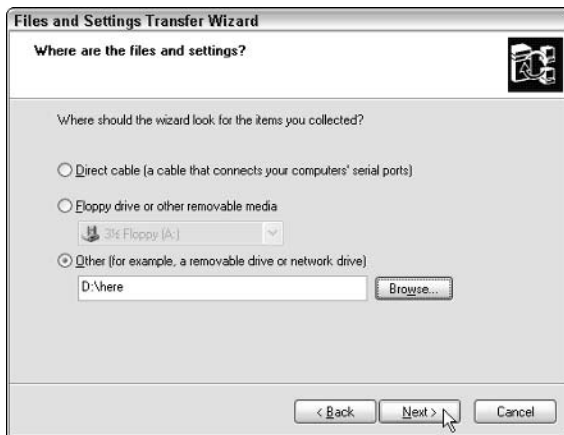 Files and Settings Transfer Wizard
Where are the files and settings?
Where should the wizard look for the items you collected?
Direct cable (a cable that connects your computers' serial ports)
Floppy drive or other removable media
3½ Floppy (A:)
Other (for example, a removable drive or network drive)
D:\here
Browse...
< Back
Next >
Cancel